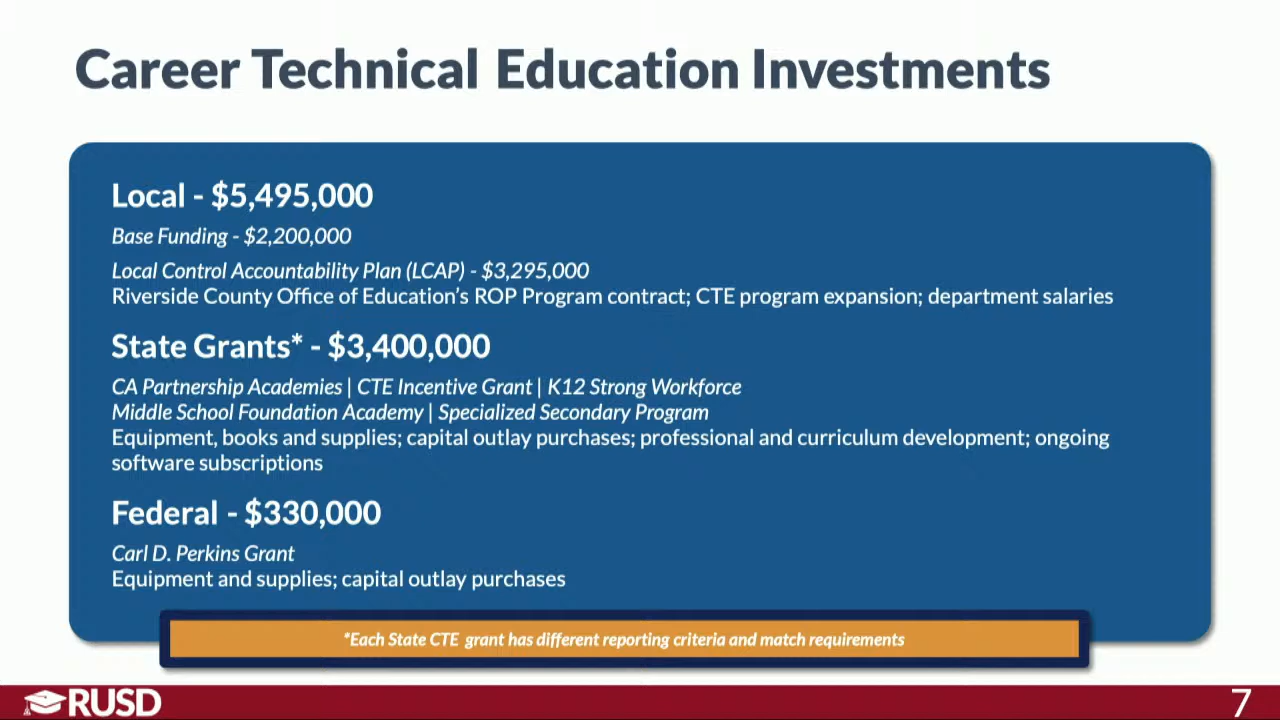 Career Technical Education Investments
Local - $5,495,000
Base Funding - $2,200,000
Local Control Accountability Plan (LCAP) - $3,295,000
Riverside County Office of Education's ROP Program contract; CTE program expansion; department salaries
State Grants* - $3,400,000
CA Partnership Academies | CTE Incentive Grant | K12 Strong Workforce
Middle School Foundation Academy | Specialized Secondary Program
Equipment, books and supplies; capital outlay purchases; professional and curriculum development; ongoing
software subscriptions
Federal - $330,000
Carl D. Perkins Grant
Equipment and supplies; capital outlay purchases
*Each State CTE grant has different reporting criteria and match requirements
RUSD
7